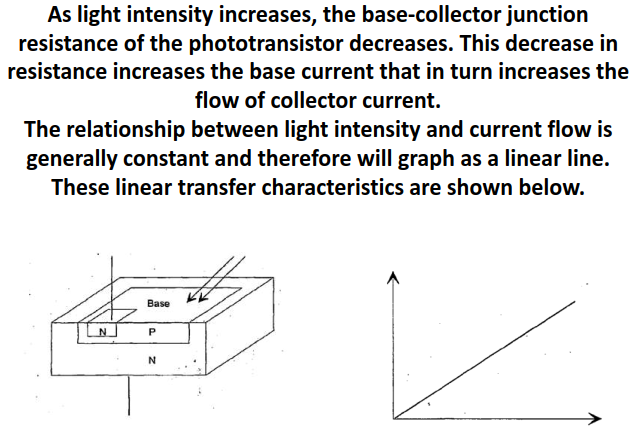 As light intensity increases, the base-collector junction
resistance of the phototransistor decreases. This decrease in
resistance increases the base current that in turn increases the
flow of collector current.
The relationship between light intensity and current flow is
generally constant and therefore will graph as a linear line.
These linear transfer characteristics are shown below.
Base
N P
N